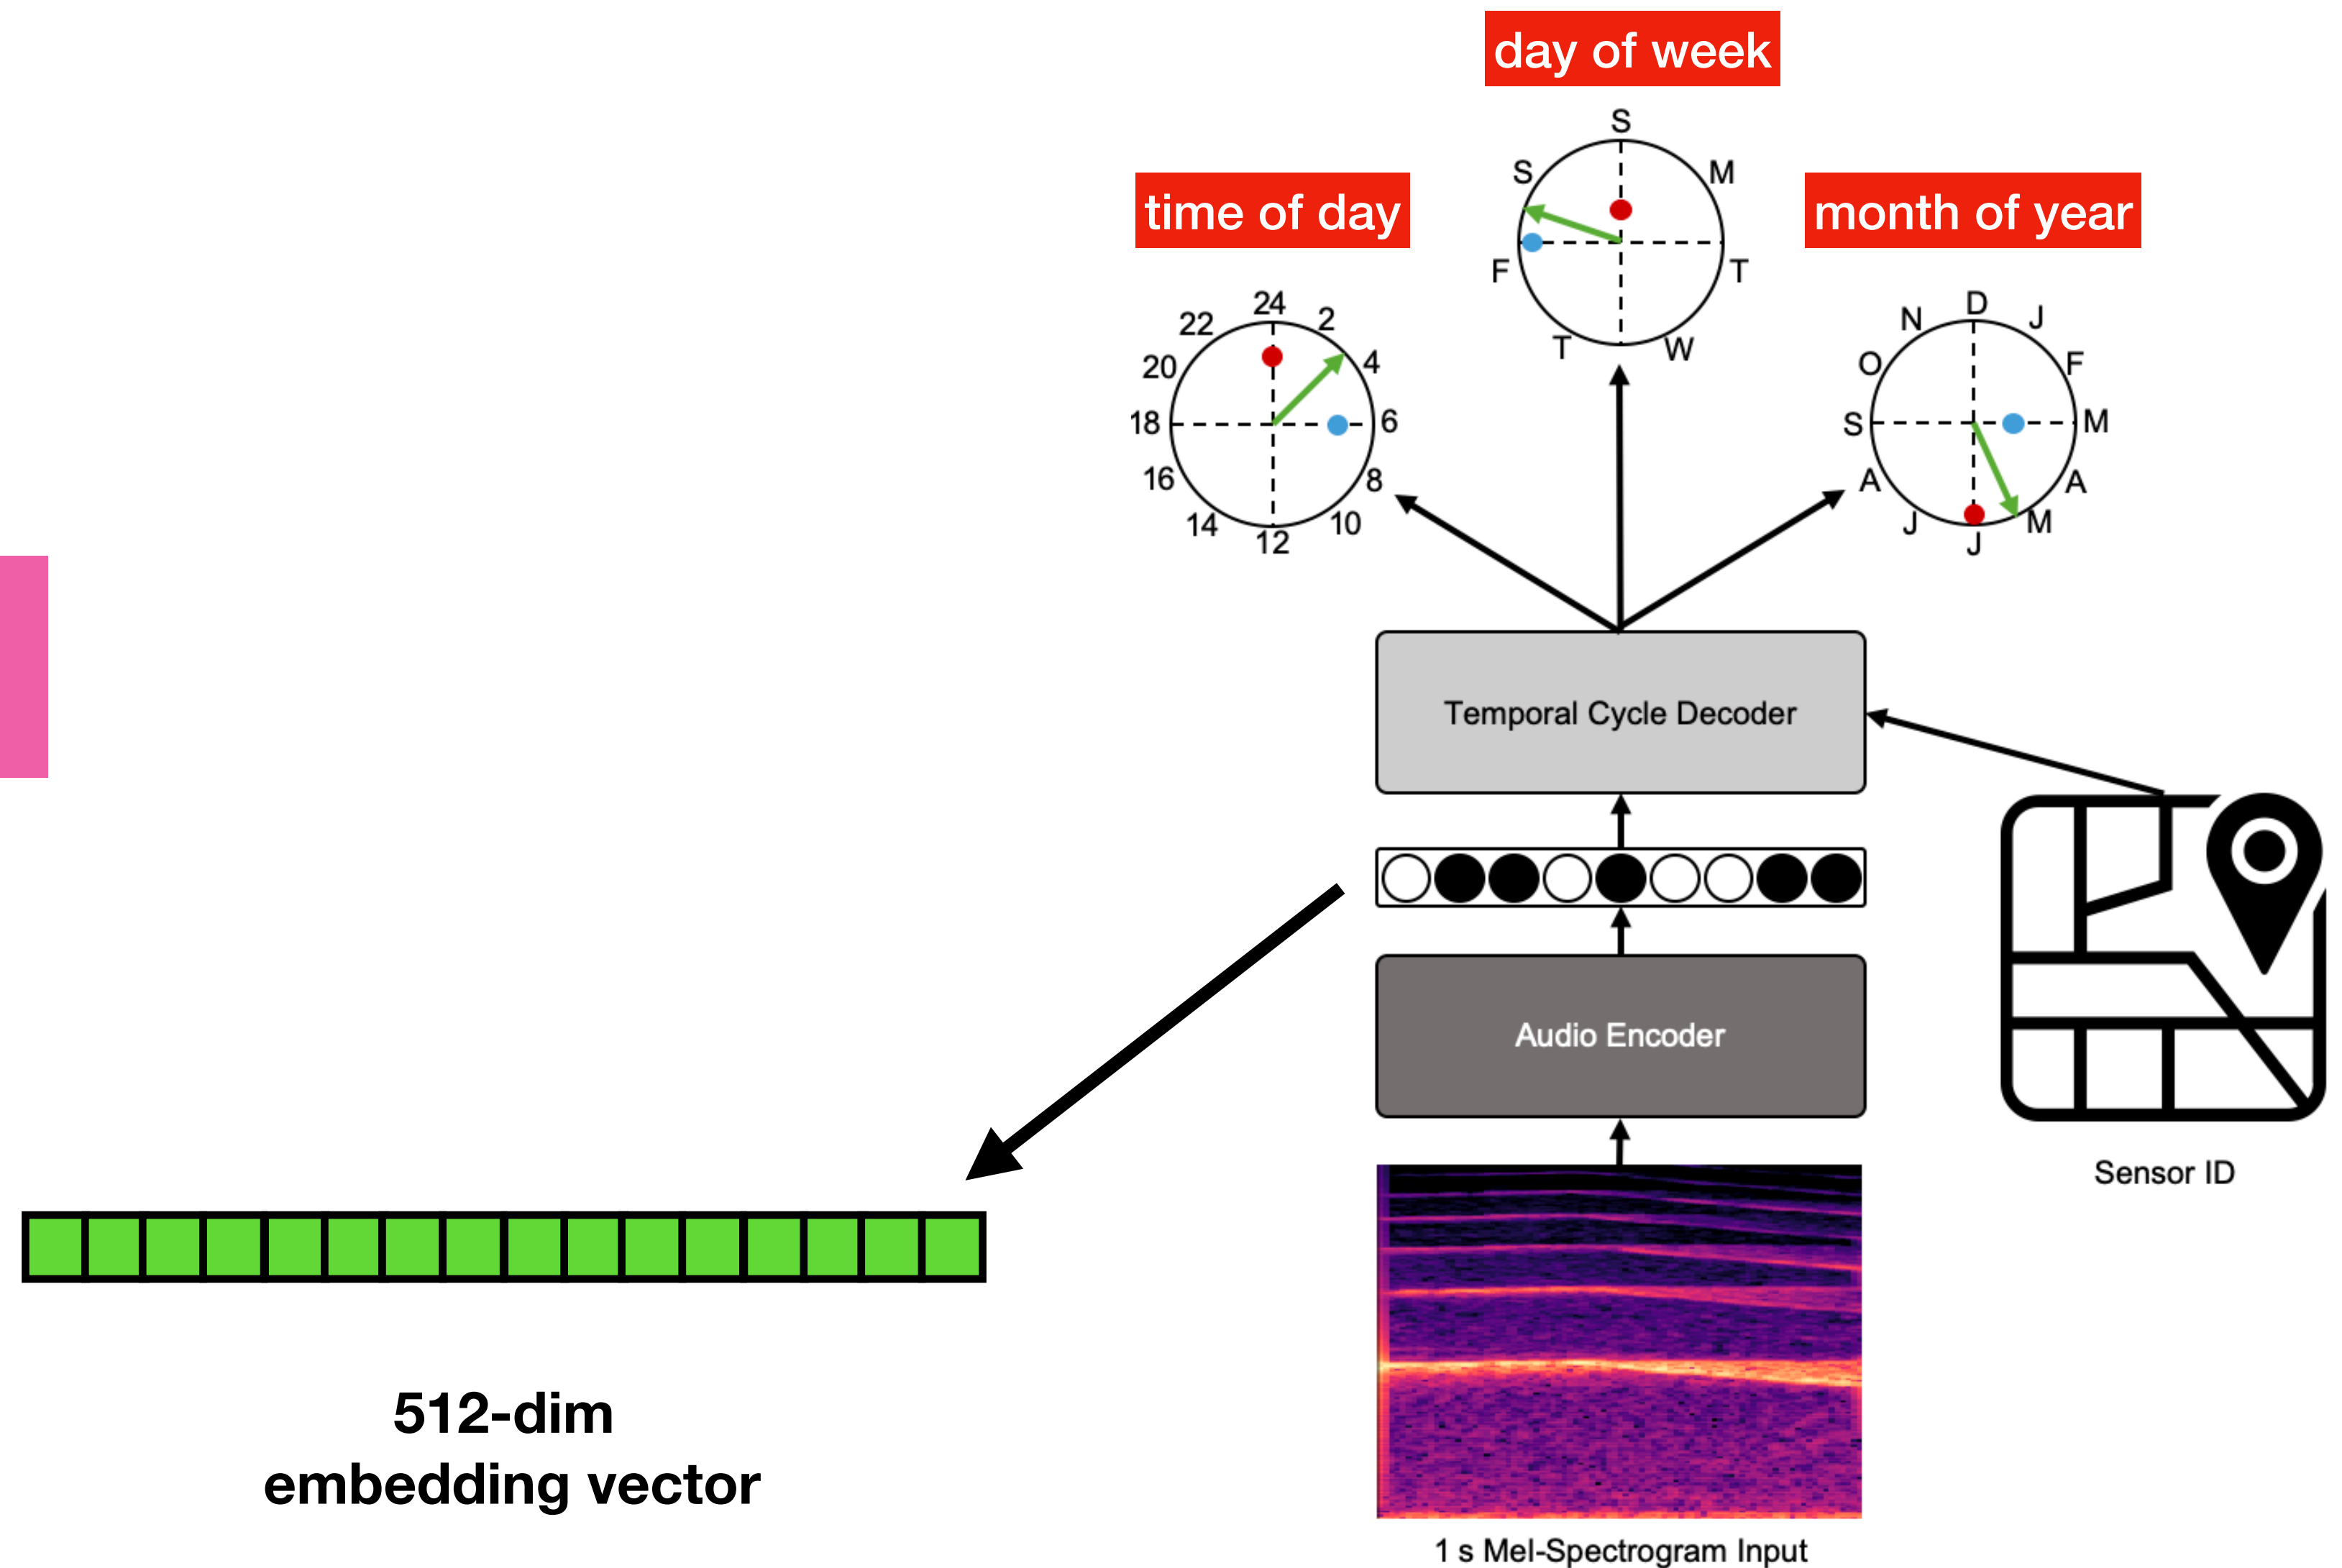 day of week
S
S
M
F
T
T
W
time of day
24
22
2
20
4
18
6
16
8
14
10
12
month of year
D
N
J
O
F
S
M
A
A
J
M
J
Temporal Cycle Decoder
Audio Encoder
Sensor ID
512-dim
embedding vector
1 s Mel-Spectrogram Input